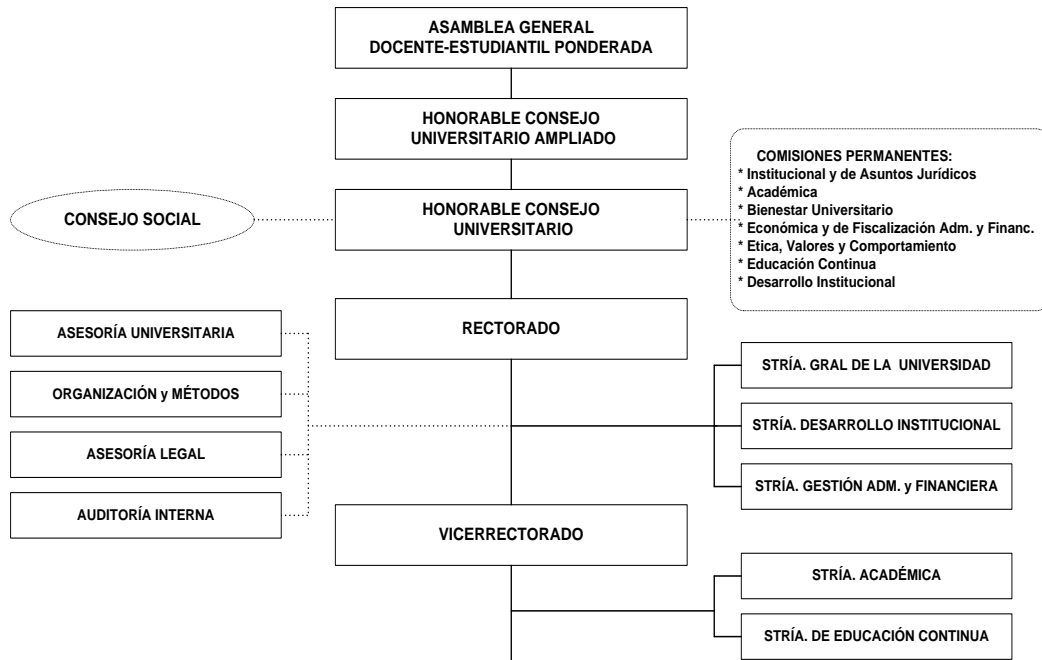 ASAMBLEA GENERAL
DOCENTE-ESTUDIANTIL PONDERADA
HONORABLE CONSEJO
UNIVERSITARIO AMPLIADO
COMISIONES PERMANENTES:
* Institucional y de Asuntos Jurídicos
* Académica
* Bienestar Universitario
* Económica y de Fiscalización Adm. y Financ.
* Etica, Valores y Comportamiento
* Educación Continua
* Desarrollo Institucional
CONSEJO SOCIAL
HONORABLE CONSEJO
UNIVERSITARIO
RECTORADO
ASESORÍA UNIVERSITARIA
ORGANIZACIÓN y MÉTODOS
ASESORÍA LEGAL
AUDITORÍA INTERNA
STRÍA. GRAL DE LA UNIVERSIDAD
STRÍA. DESARROLLO INSTITUCIONAL
STRÍA. GESTIÓN ADM. y FINANCIERA
VICERRECTORADO
STRÍA. ACADÉMICA
STRÍA. DE EDUCACIÓN CONTINUA